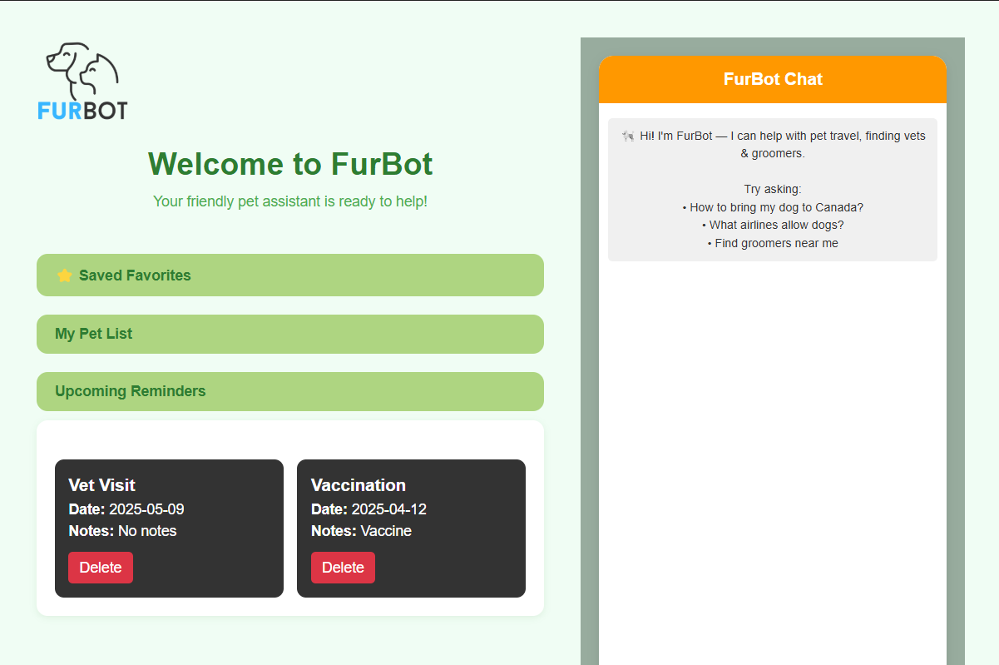 FURBOT
Welcome to FurBot
Your friendly pet assistant is ready to help!
⭐ Saved Favorites
My Pet List
Upcoming Reminders
Vet Visit
Date: 2025-05-09
Notes: No notes
Delete
Vaccination
Date: 2025-04-12
Notes: Vaccine
Delete
FurBot Chat
🐕 Hi! I'm FurBot — I can help with pet travel, finding vets
& groomers.
Try asking:
• How to bring my dog to Canada?
• What airlines allow dogs?
• Find groomers near me